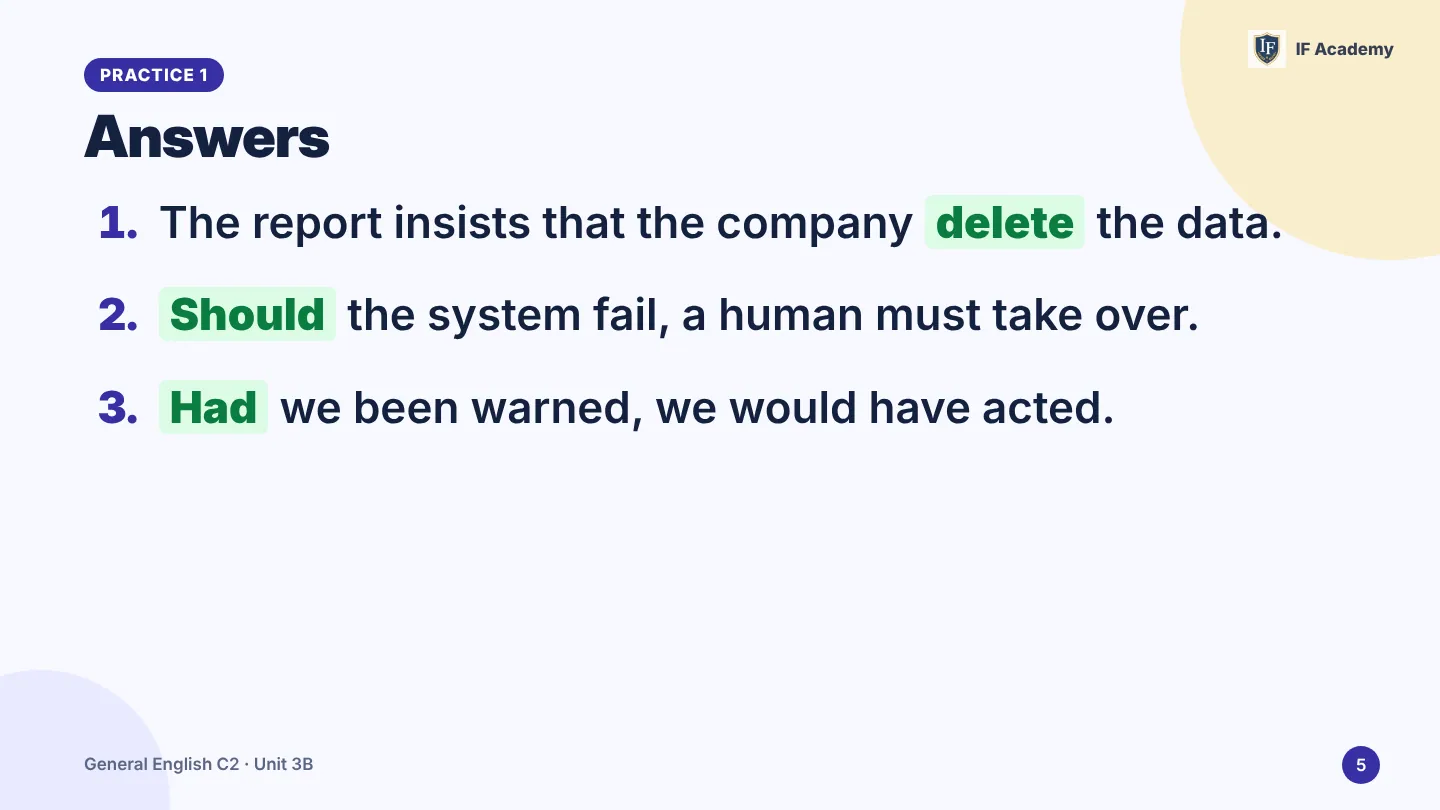 IF IF Academy
PRACTICE 1
Answers
1. The report insists that the company delete the data.
2. Should the system fail, a human must take over.
3. Had we been warned, we would have acted.
General English C2 · Unit 3B
5